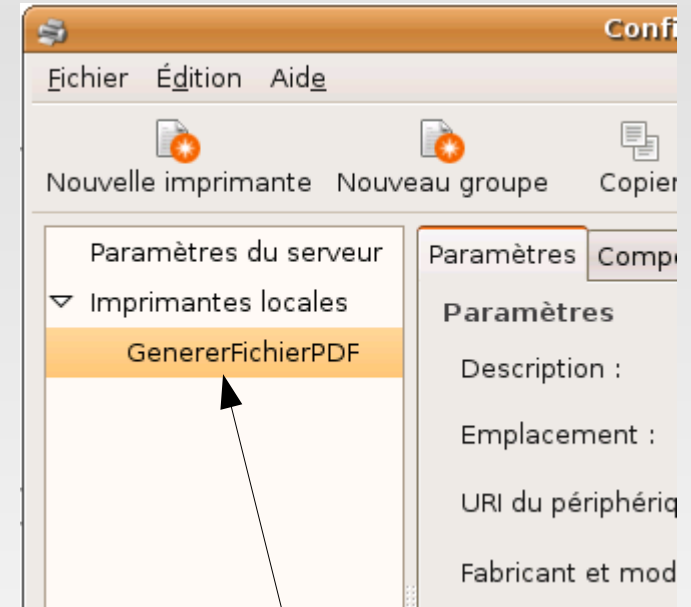 Confi
Fichier Édition Aide
Nouvelle imprimante Nouveau groupe Copier
Paramètres du serveur
Imprimantes locales
GenererFichierPDF
Paramètres Comp
Paramètres
Description :
Emplacement :
URI du périphériq
Fabricant et mod